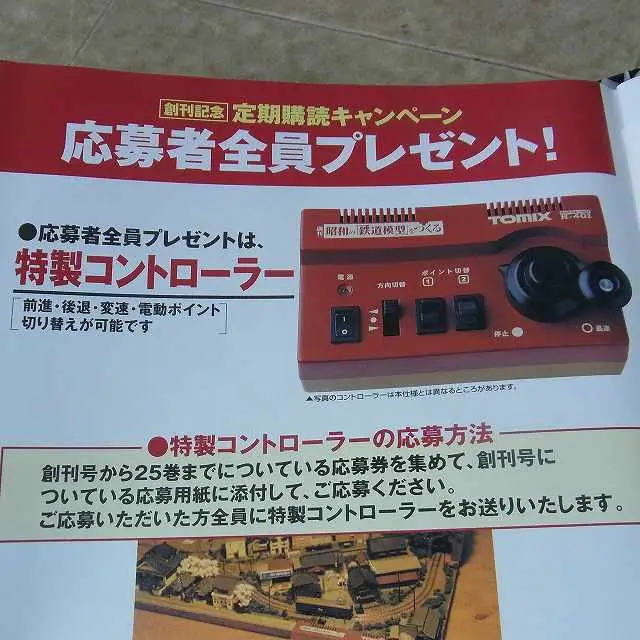 創刊記念 定期購読キャンペーン
応募者全員プレゼント!
●応募者全員プレゼントは、
特製コントローラー
前進・後退・変速・電動ポイント
切り替えが可能です
週刊 昭和の「鉄道模型」をつくる
TOMIX
電源
方向切替
ポイント切替
1 2
停止
最速
▲写真のコントローラーは本仕様とは異なるところがあります。
●特製コントローラーの応募方法
創刊号から25巻までについている応募券を集めて、創刊号に
ついている応募用紙に添付して、ご応募ください。
ご応募いただいた方全員に特製コントローラーをお送りいたします。